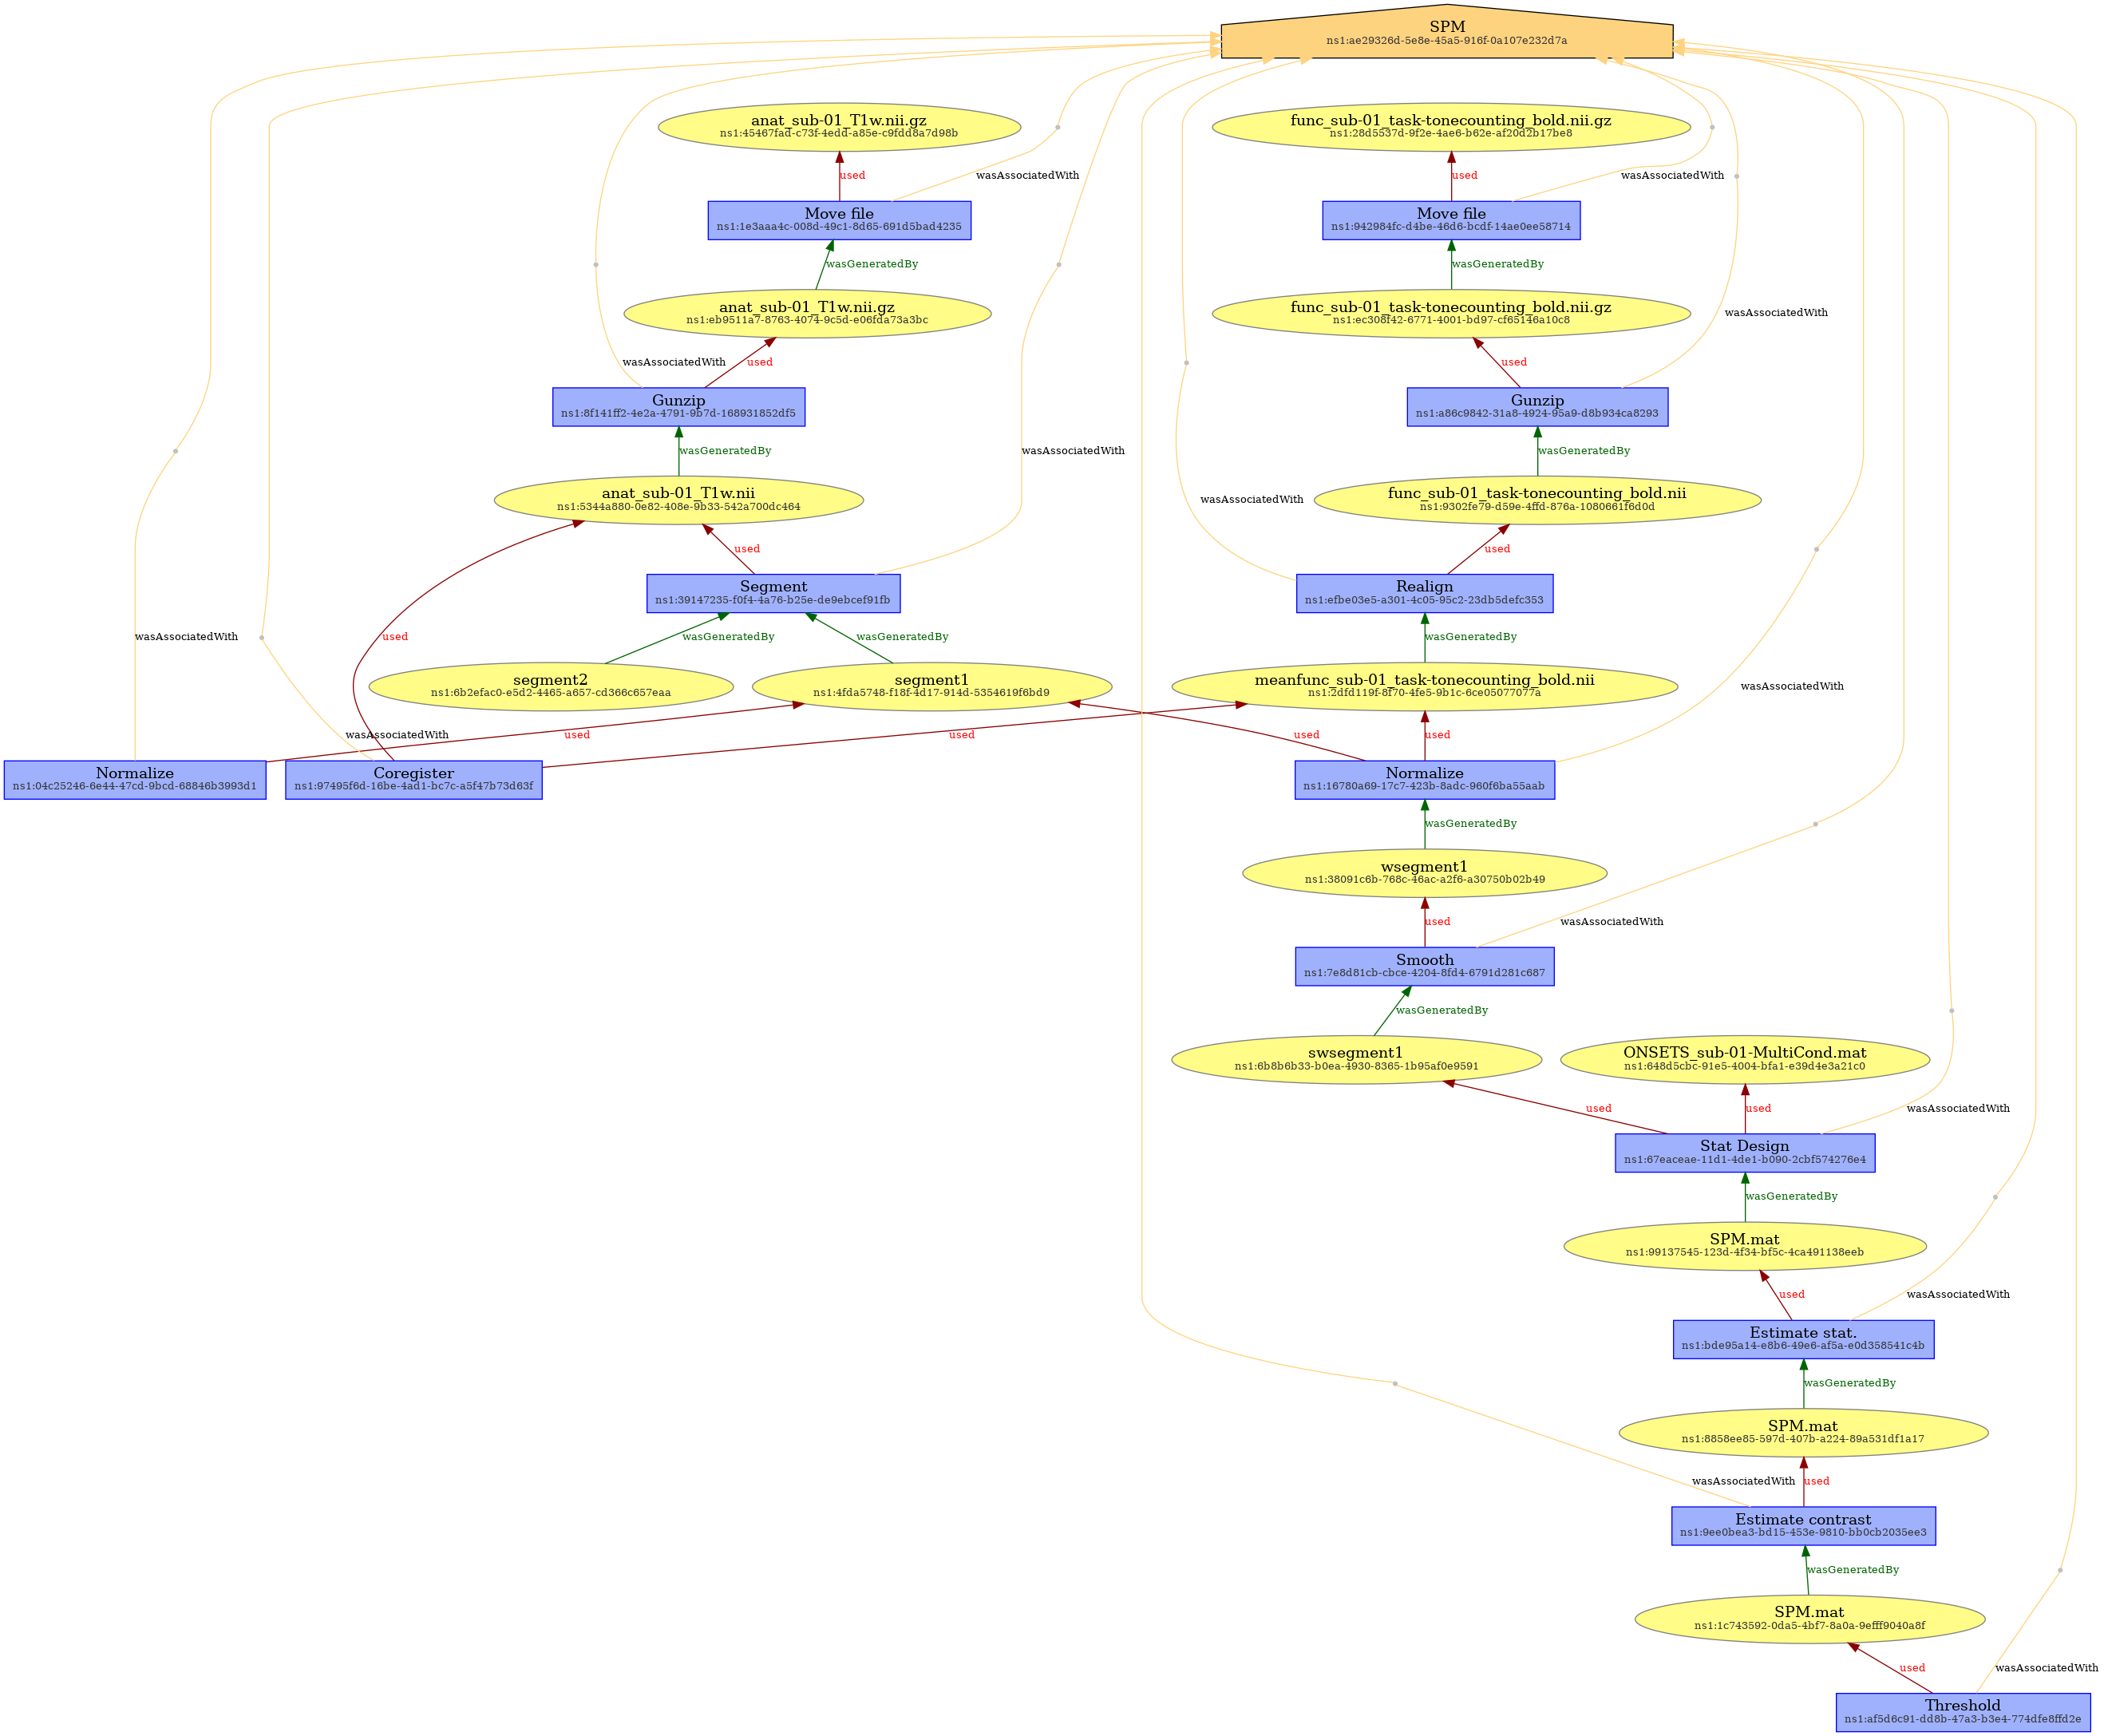 SPM
ns1:ae29326d-5e8e-45a5-916f-0a107e232d7a
anat_sub-01_T1w.nii.gz
ns1:45467fad-c73f-4edd-a85e-c9fdd8a7d98b
func_sub-01_task-tonecounting_bold.nii.gz
ns1:28d5537d-9f2e-4ae6-b62e-af20d2b17be8
used
wasAssociatedWith
used
wasAssociatedWith
Move file
ns1:1e3aaa4c-008d-49c1-8d65-691d5bad4235
Move file
ns1:942984fc-d4be-46d6-bcdf-14ae0ee58714
wasGeneratedBy
wasGeneratedBy
anat_sub-01_T1w.nii.gz
ns1:eb9511a7-8763-4074-9c5d-e06fda73a3bc
func_sub-01_task-tonecounting_bold.nii.gz
ns1:ec308f42-6771-4001-bd97-cf65146a10c8
wasAssociatedWith
wasAssociatedWith
used
used
Gunzip
ns1:8f141ff2-4e2a-4791-9b7d-168931852df5
Gunzip
ns1:a86c9842-31a8-4924-95a9-d8b934ca8293
wasGeneratedBy
wasAssociatedWith
wasGeneratedBy
anat_sub-01_T1w.nii
ns1:5344a880-0e82-408e-9b33-542a700dc464
wasAssociatedWith
func_sub-01_task-tonecounting_bold.nii
ns1:9302fe79-d59e-4ffd-876a-1080661f6d0d
used
used
Segment
ns1:39147235-f0f4-4a76-b25e-de9ebcef91fb
Realign
ns1:efbe03e5-a301-4c05-95c2-23db5defc353
wasAssociatedWith
used
wasGeneratedBy
wasGeneratedBy
wasGeneratedBy
segment2
ns1:6b2efac0-e5d2-4465-a657-cd366c657eaa
segment1
ns1:4fda5748-f18f-4d17-914d-5354619f6bd9
meanfunc_sub-01_task-tonecounting_bold.nii
ns1:2dfd119f-8f70-4fe5-9b1c-6ce05077077a
wasAssociatedWith
wasAssociatedWith
used
used
used
used
Normalize
ns1:04c25246-6e44-47cd-9bcd-68846b3993d1
Coregister
ns1:97495f6d-16be-4ad1-bc7c-a5f47b73d63f
Normalize
ns1:16780a69-17c7-423b-8adc-960f6ba55aab
wasGeneratedBy
wsegment1
ns1:38091c6b-768c-46ac-a2f6-a30750b02b49
used
wasAssociatedWith
Smooth
ns1:7e8d81cb-cbce-4204-8fd4-6791d281c687
wasGeneratedBy
swsegment1
ns1:6b8b6b33-b0ea-4930-8365-1b95af0e9591
ONSETS_sub-01-MultiCond.mat
ns1:648d5cbc-91e5-4004-bfa1-e39d4e3a21c0
used
used
wasAssociatedWith
Stat Design
ns1:67eaceae-11d1-4de1-b090-2cbf574276e4
wasGeneratedBy
SPM.mat
ns1:99137545-123d-4f34-bf5c-4ca491138eeb
used
wasAssociatedWith
Estimate stat.
ns1:bde95a14-e8b6-49e6-af5a-e0d358541c4b
wasGeneratedBy
SPM.mat
ns1:8858ee85-597d-407b-a224-89a531df1a17
wasAssociatedWith
used
Estimate contrast
ns1:9ee0bea3-bd15-453e-9810-bb0cb2035ee3
wasGeneratedBy
SPM.mat
ns1:1c743592-0da5-4bf7-8a0a-9efff9040a8f
used
wasAssociatedWith
Threshold
ns1:af5d6c91-dd8b-47a3-b3e4-774dfe8ffd2e